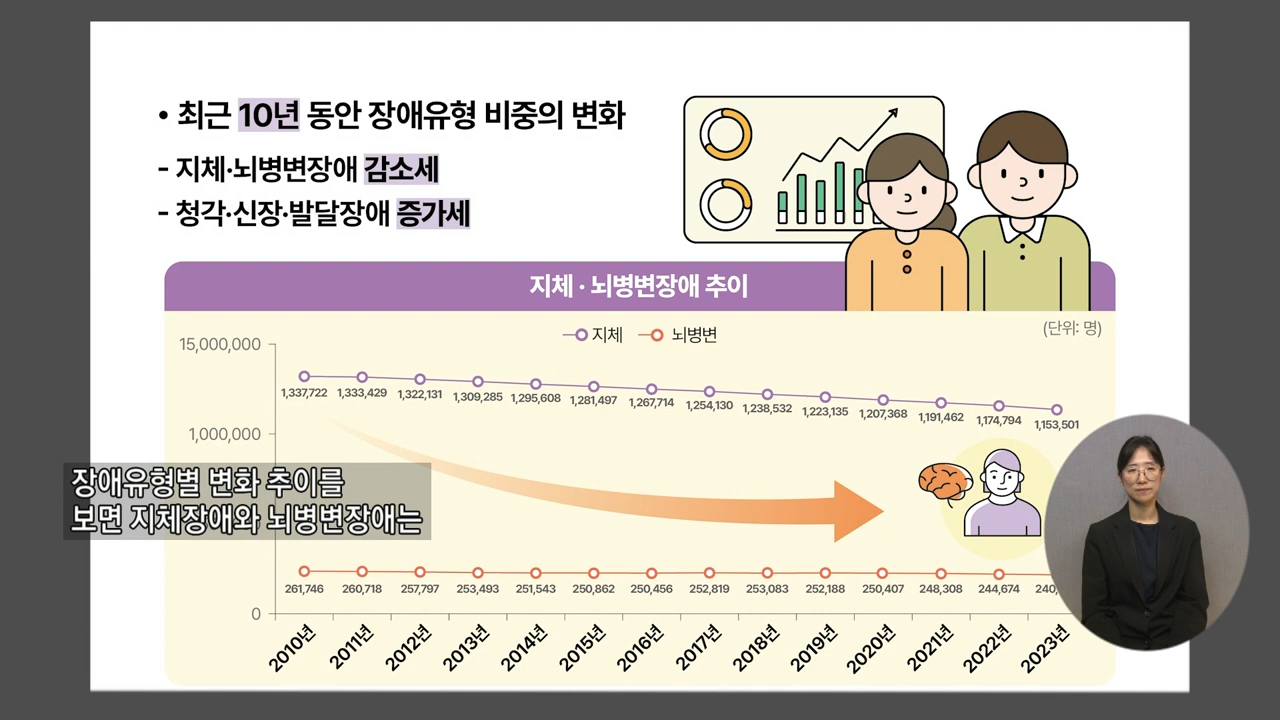 • 최근 10년 동안 장애유형 비중의 변화
- 지체·뇌병변장애 감소세
- 청각·신장·발달장애 증가세
지체 · 뇌병변장애 추이
지체 뇌병변
(단위: 명)
15,000,000
1,337,722 1,333,429 1,322,131 1,309,285 1,295,608 1,281,497 1,267,714 1,254,130 1,238,532 1,223,135 1,207,368 1,191,462 1,174,794 1,153,501
1,000,000
장애유형별 변화 추이를
보면 지체장애와 뇌병변장애는
261,746 260,718 257,797 253,493 251,543 250,862 250,456 252,819 253,083 252,188 250,407 248,308 244,674 240,
0
2010년 2011년 2012년 2013년 2014년 2015년 2016년 2017년 2018년 2019년 2020년 2021년 2022년 2023년